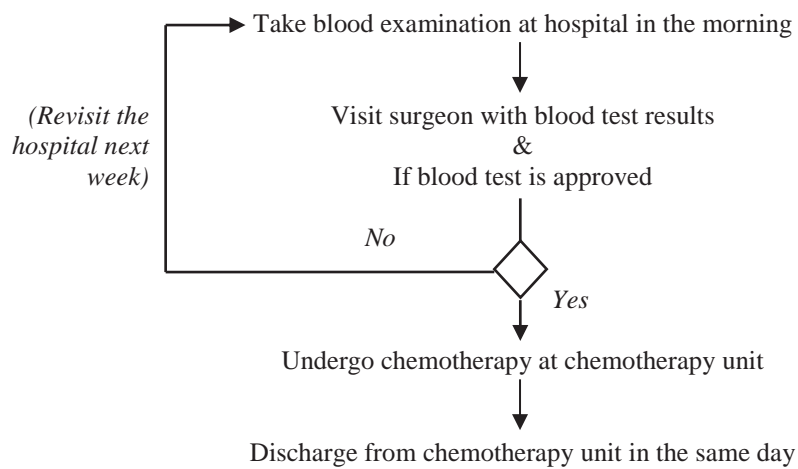 Take blood examination at hospital in the morning
(Revisit the
hospital next
week)
Visit surgeon with blood test results
&
If blood test is approved
No
Yes
Undergo chemotherapy at chemotherapy unit
Discharge from chemotherapy unit in the same day